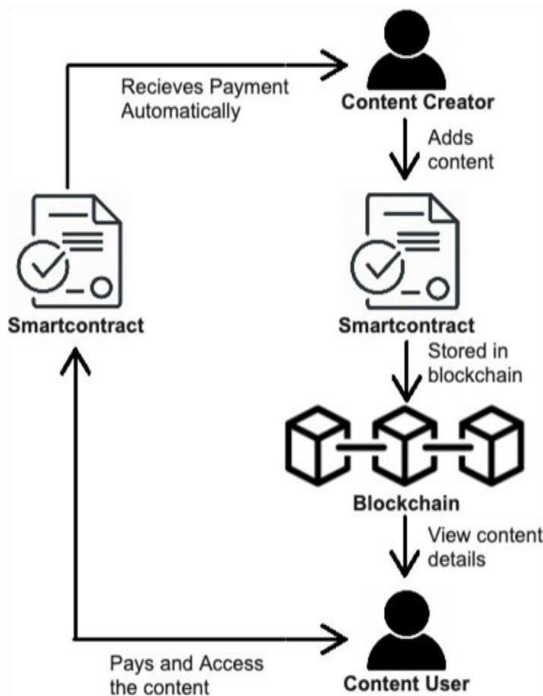 Recieves Payment
Automatically
Content Creator
Adds
content
Smartcontract
Smartcontract
Stored in
blockchain
Blockchain
View content
details
Pays and Access
the content
Content User